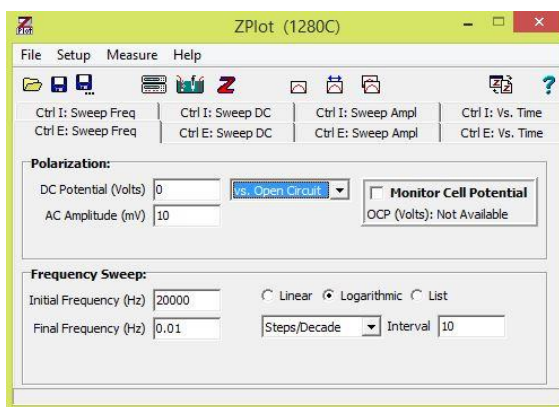 ZPlot (1280C)
File Setup Measure Help
Ctrl I: Sweep Freq Ctrl I: Sweep DC Ctrl I: Sweep Ampl Ctrl I: Vs. Time
Ctrl E: Sweep Freq Ctrl E: Sweep DC Ctrl E: Sweep Ampl Ctrl E: Vs. Time
Polarization:
DC Potential (Volts) 0 vs. Open Circuit Monitor Cell Potential
AC Amplitude (mV) 10 OCP (Volts): Not Available
Frequency Sweep:
Initial Frequency (Hz) 20000 Linear Logarithmic List
Final Frequency (Hz) 0.01 Steps/Decade Interval 10